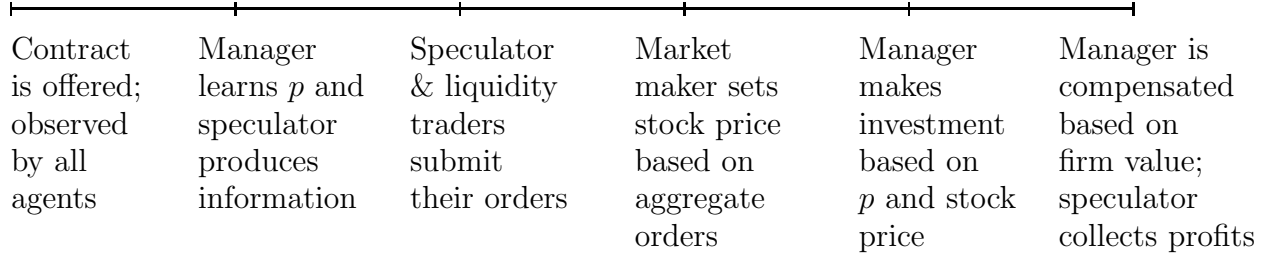 Contract
is offered;
observed
by all
agents
Manager
learns p and
speculator
produces
information
Speculator
& liquidity
traders
submit
their orders
Market
maker sets
stock price
based on
aggregate
orders
Manager
makes
investment
based on
p and stock
price
Manager is
compensated
based on
firm value;
speculator
collects profits